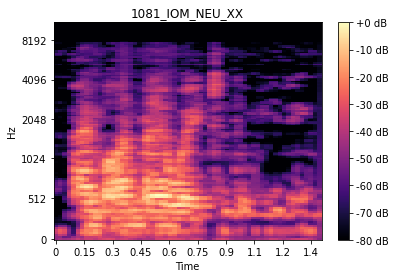 1081_IOM_NEU_XX
+0 dB
8192
-10 dB
4096
-20 dB
-30 dB
2048
Hz
-40 dB
1024
-50 dB
512
-60 dB
-70 dB
0
-80 dB
0 0.15 0.3 0.45 0.6 0.75 0.9 1.1 1.2 1.4
Time